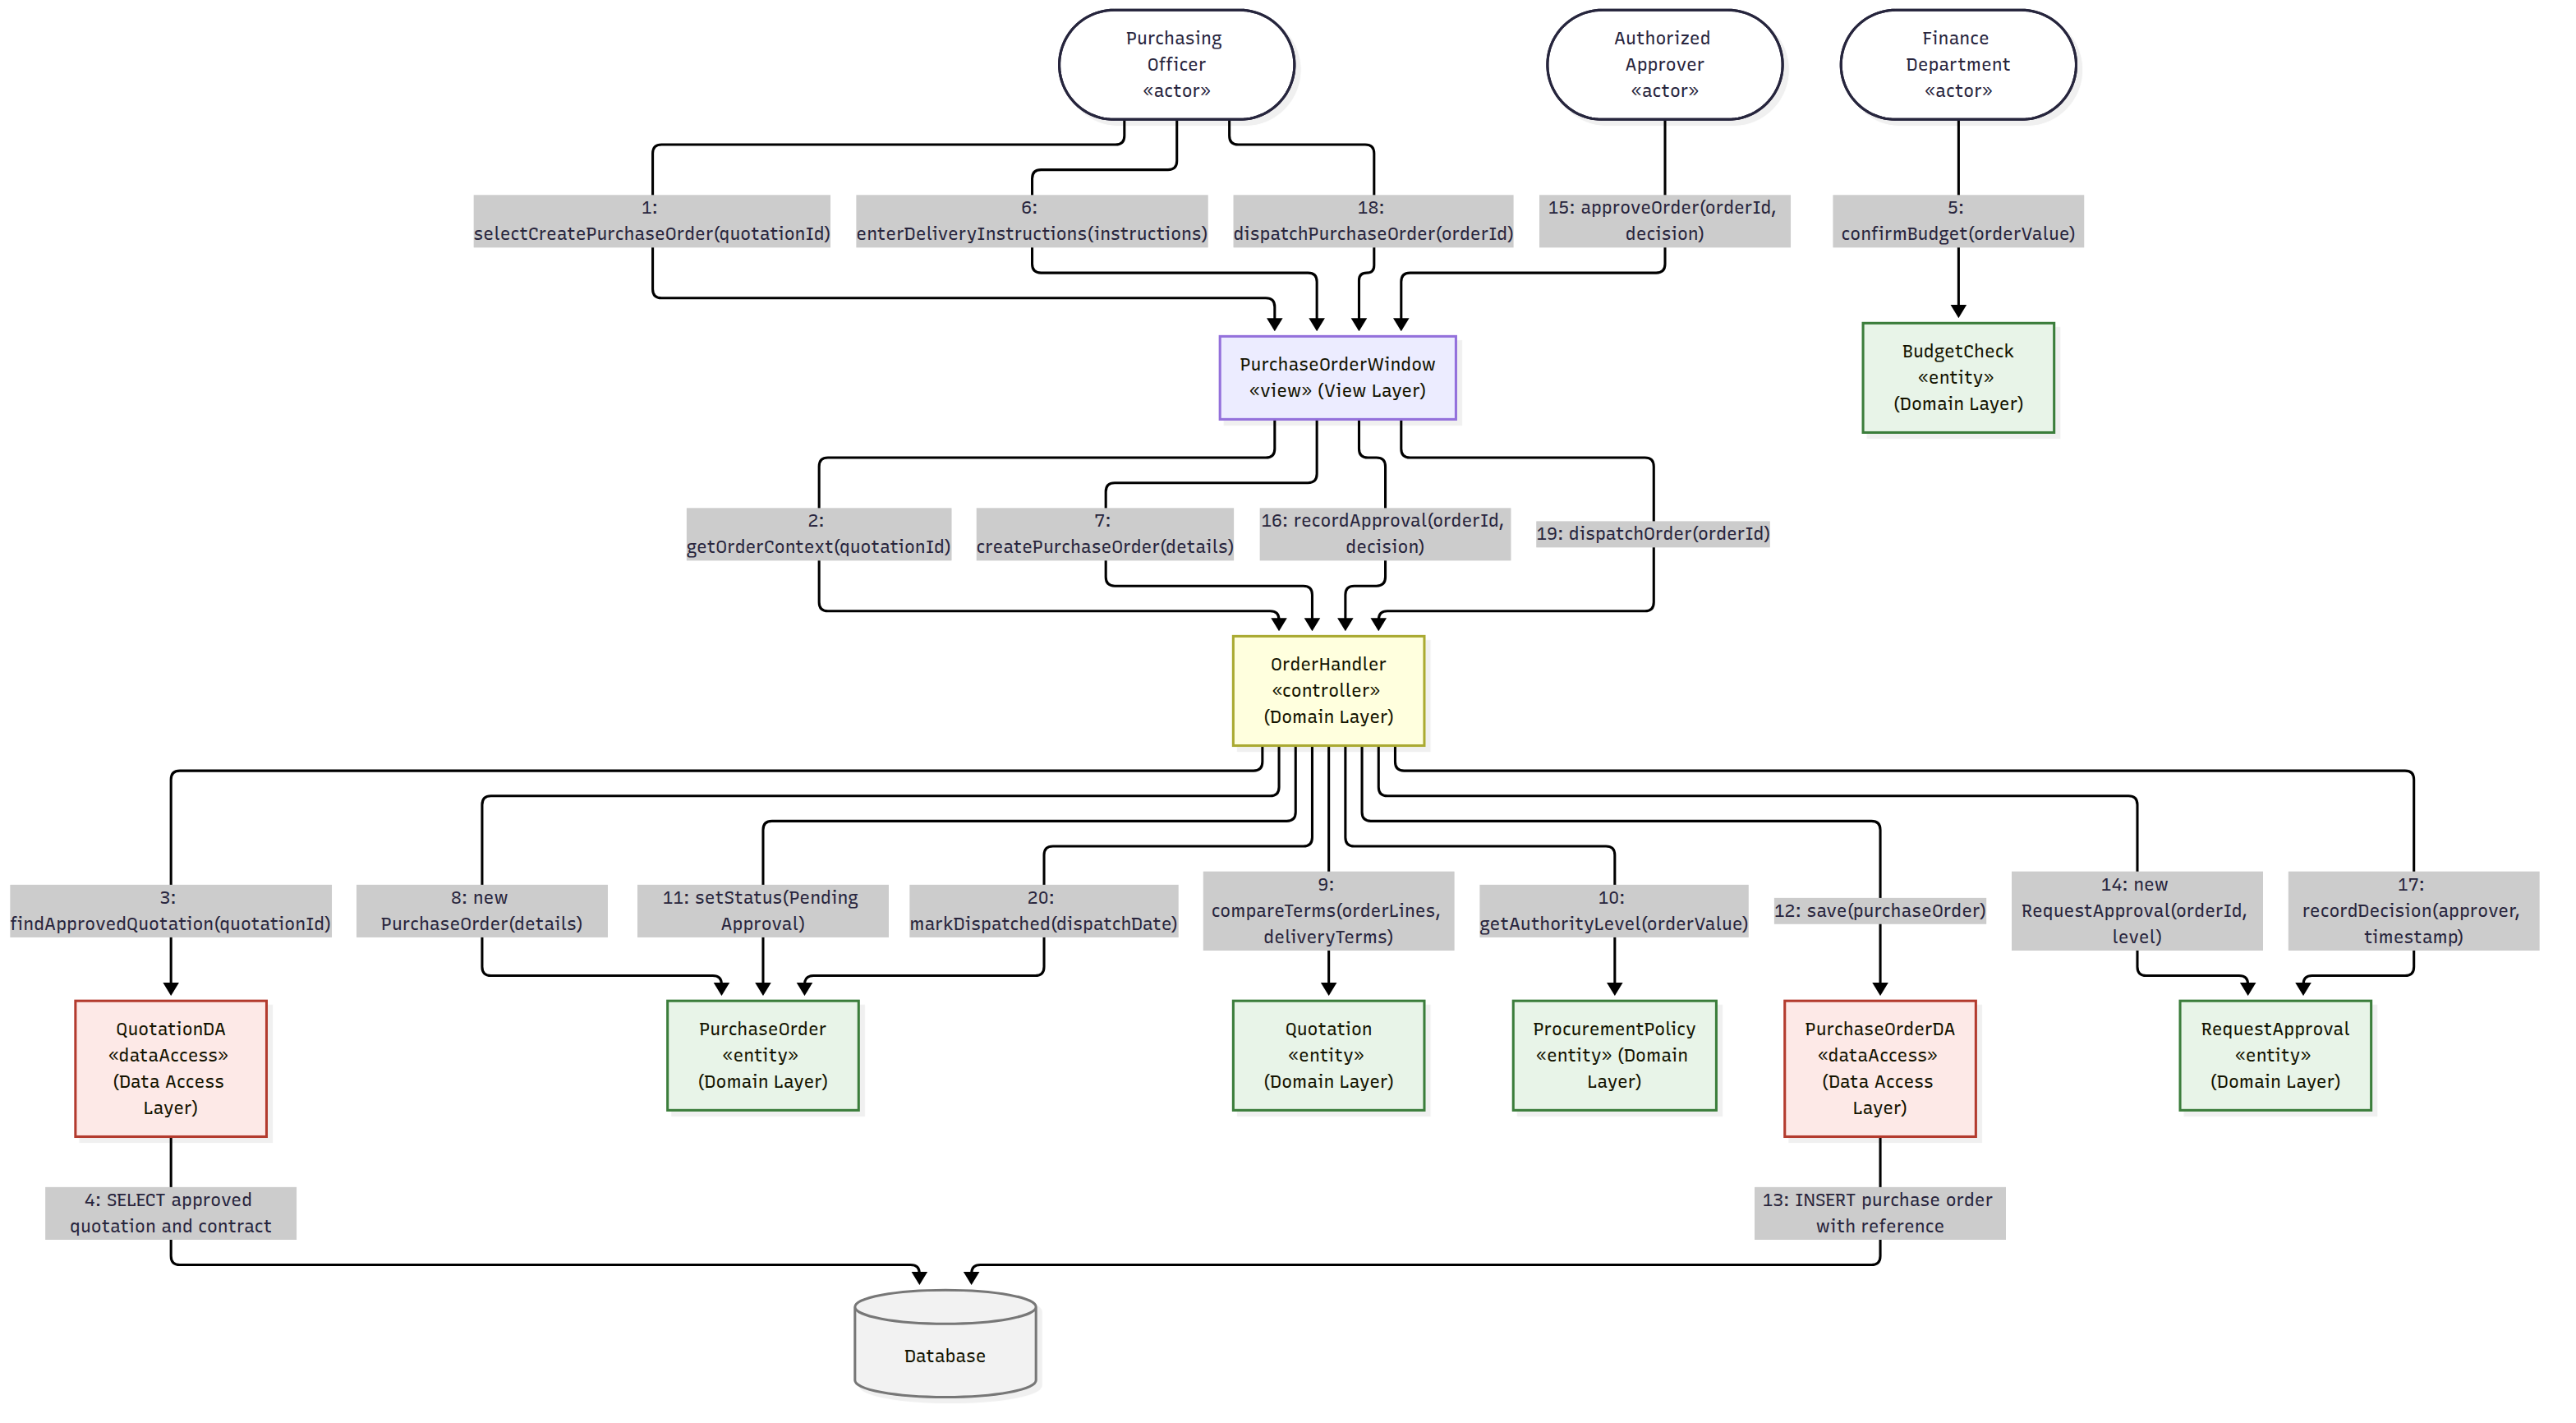 Purchasing
Officer
«actor»
Authorized
Approver
«actor»
Finance
Department
«actor»
1:
selectCreatePurchaseOrder(quotationId)
6:
enterDeliveryInstructions(instructions)
18:
dispatchPurchaseOrder(orderId)
15: approveOrder(orderId,
decision)
5:
confirmBudget(orderValue)
PurchaseOrderWindow
«view» (View Layer)
BudgetCheck
«entity»
(Domain Layer)
2:
getOrderContext(quotationId)
7:
createPurchaseOrder(details)
16: recordApproval(orderId,
decision)
19: dispatchOrder(orderId)
OrderHandler
«controller»
(Domain Layer)
3:
findApprovedQuotation(quotationId)
8: new
PurchaseOrder(details)
11: setStatus(Pending
Approval)
20:
markDispatched(dispatchDate)
9:
compareTerms(orderLines,
deliveryTerms)
10:
getAuthorityLevel(orderValue)
12: save(purchaseOrder)
14: new
RequestApproval(orderId,
level)
17:
recordDecision(approver,
timestamp)
QuotationDA
«dataAccess»
(Data Access
Layer)
PurchaseOrder
«entity»
(Domain Layer)
Quotation
«entity»
(Domain Layer)
ProcurementPolicy
«entity» (Domain
Layer)
PurchaseOrderDA
«dataAccess»
(Data Access
Layer)
RequestApproval
«entity»
(Domain Layer)
4: SELECT approved
quotation and contract
13: INSERT purchase order
with reference
Database